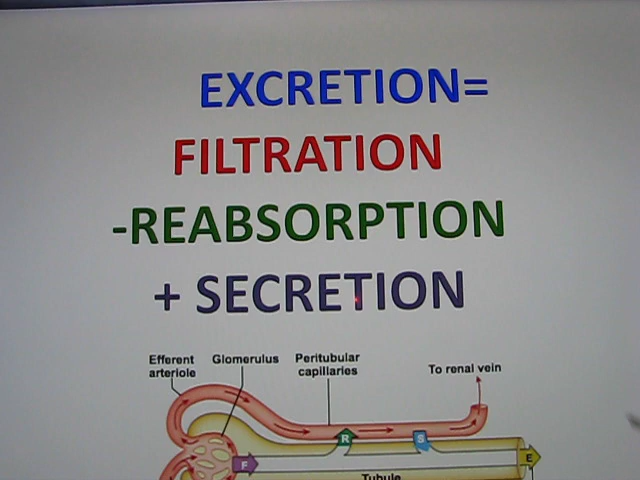 EXCRETION=
FILTRATION
-REABSORPTION
+ SECRETION
Efferent
arteriole
Glomerulus
Peritubular
capillaries
To renal vein
R
S
F
E
Tubule